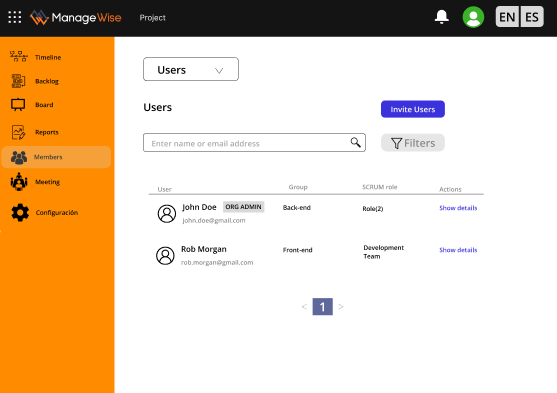 ManageWise
Project
EN ES
Timeline
Backlog
Board
Reports
Members
Meeting
Configuración
Users
Users
Invite Users
Enter name or email address
Filters
User Group SCRUM role Actions
John Doe ORG ADMIN Back-end Role(2) Show details
john.doe@gmail.com
Rob Morgan Front-end Development Team Show details
rob.morgan@gmail.com
< 1 >